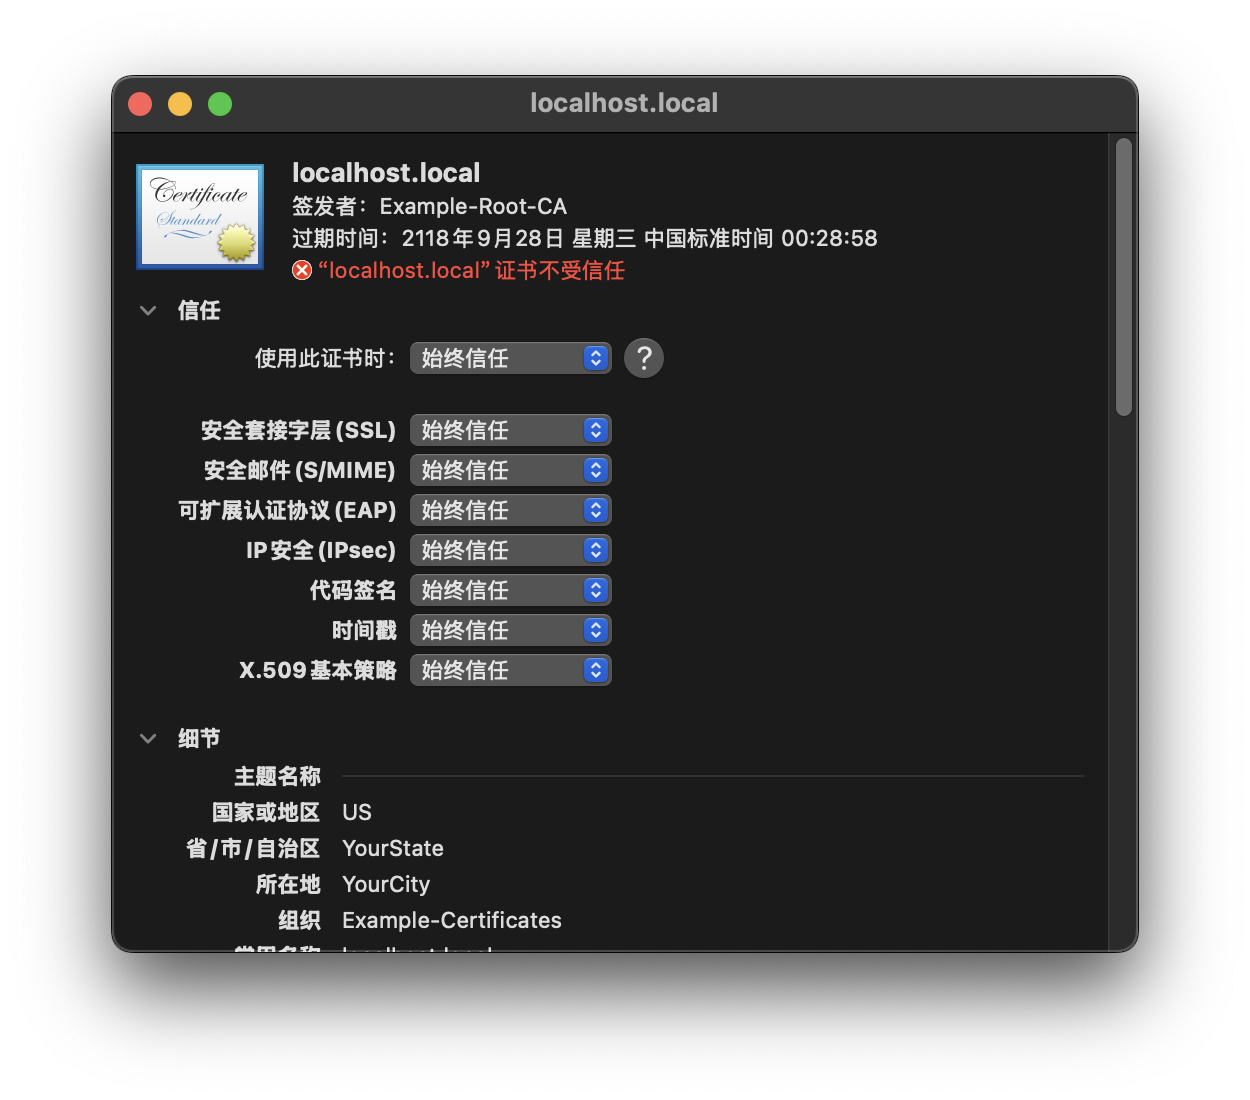 localhost.local
Certificate
Standard
localhost.local
签发者：Example-Root-CA
过期时间：2118年9月28日 星期三 中国标准时间 00:28:58
“localhost.local”证书不受信任
信任
使用此证书时： 始终信任 ?
安全套接字层 (SSL) 始终信任
安全邮件 (S/MIME) 始终信任
可扩展认证协议 (EAP) 始终信任
IP 安全 (IPsec) 始终信任
代码签名 始终信任
时间戳 始终信任
X.509 基本策略 始终信任
细节
主题名称
国家或地区 US
省/市/自治区 YourState
所在地 YourCity
组织 Example-Certificates
常用名称 localhost.local